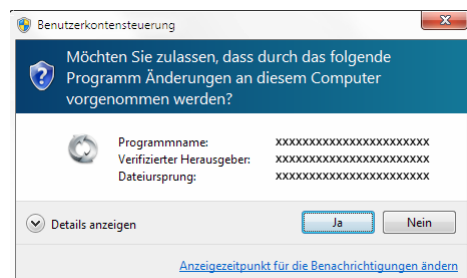 Benutzerkontensteuerung
Möchten Sie zulassen, dass durch das folgende
Programm Änderungen an diesem Computer
vorgenommen werden?
Programmname: xxxxxxxxxxxxxxxxxxxxxxx
Verifizierter Herausgeber: xxxxxxxxxxxxxxxxxxxxxxx
Dateiursprung: xxxxxxxxxxxxxxxxxxxxxxx
Details anzeigen Ja Nein
Anzeigezeitpunkt für die Benachrichtigungen ändern